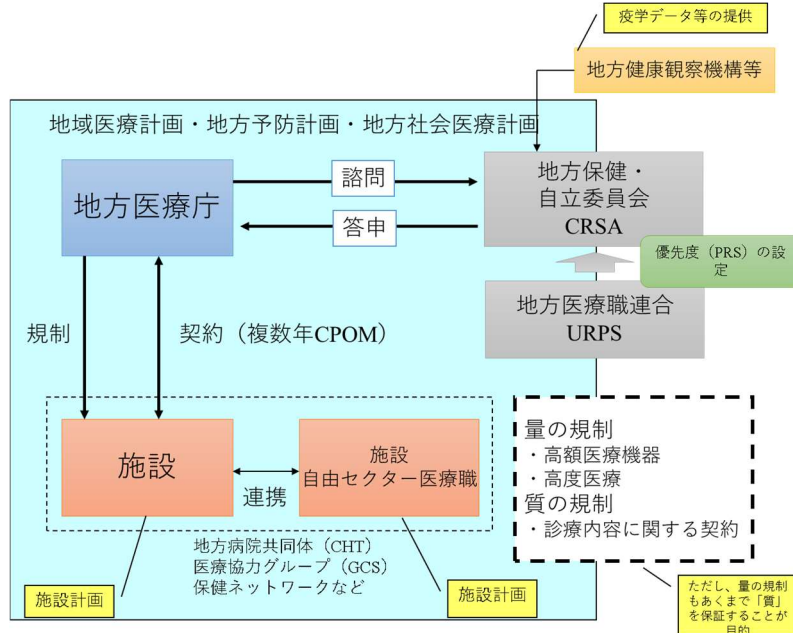 疫学データ等の提供
地方健康観察機構等
地域医療計画・地方予防計画・地方社会医療計画
地方医療庁
諮問
答申
地方保健・
自立委員会
CRSA
優先度（PRS）の設
定
地方医療職連合
URPS
規制
契約（複数年CPOM）
施設
連携
施設
自由セクター医療職
量の規制
・高額医療機器
・高度医療
質の規制
・診療内容に関する契約
地方病院共同体（CHT）
医療協力グループ（GCS）
保健ネットワークなど
施設計画
施設計画
ただし、量の規制
もあくまで「質」
を保証することが
目的